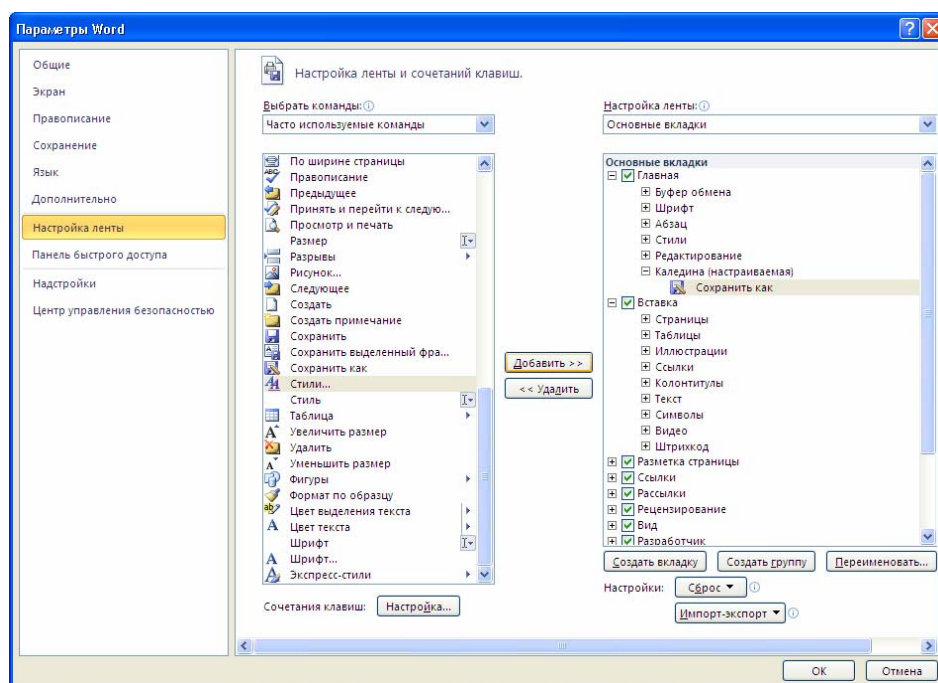 Параметры Word
Общие
Экран
Правописание
Сохранение
Язык
Дополнительно
Настройка ленты
Панель быстрого доступа
Надстройки
Центр управления безопасностью
Настройка ленты и сочетаний клавиш.
Выбрать команды:
Часто используемые команды
По ширине страницы
Правописание
Предыдущее
Принять и перейти к следую...
Просмотр и печать
Размер
Разрывы
Рисунок...
Следующее
Создать
Создать примечание
Сохранить
Сохранить выделенный фра...
Сохранить как
Стили...
Стиль
Таблица
Увеличить размер
Удалить
Уменьшить размер
Фигуры
Формат по образцу
Цвет выделения текста
Цвет текста
Шрифт
Шрифт...
Экспресс-стили
Сочетания клавиш: Настройка...
Добавить >>
<< Удалить
Настройка ленты:
Основные вкладки
Основные вкладки
Главная
Буфер обмена
Шрифт
Абзац
Стили
Редактирование
Каледина (настраиваемая)
Сохранить как
Вставка
Страницы
Таблицы
Иллюстрации
Ссылки
Колонтитулы
Текст
Символы
Видео
Штрихкод
Разметка страницы
Ссылки
Рассылки
Рецензирование
Вид
Разработчик
Создать вкладку Создать группу Переименовать...
Настройки: Сброс
Импорт-экспорт
ОК Отмена